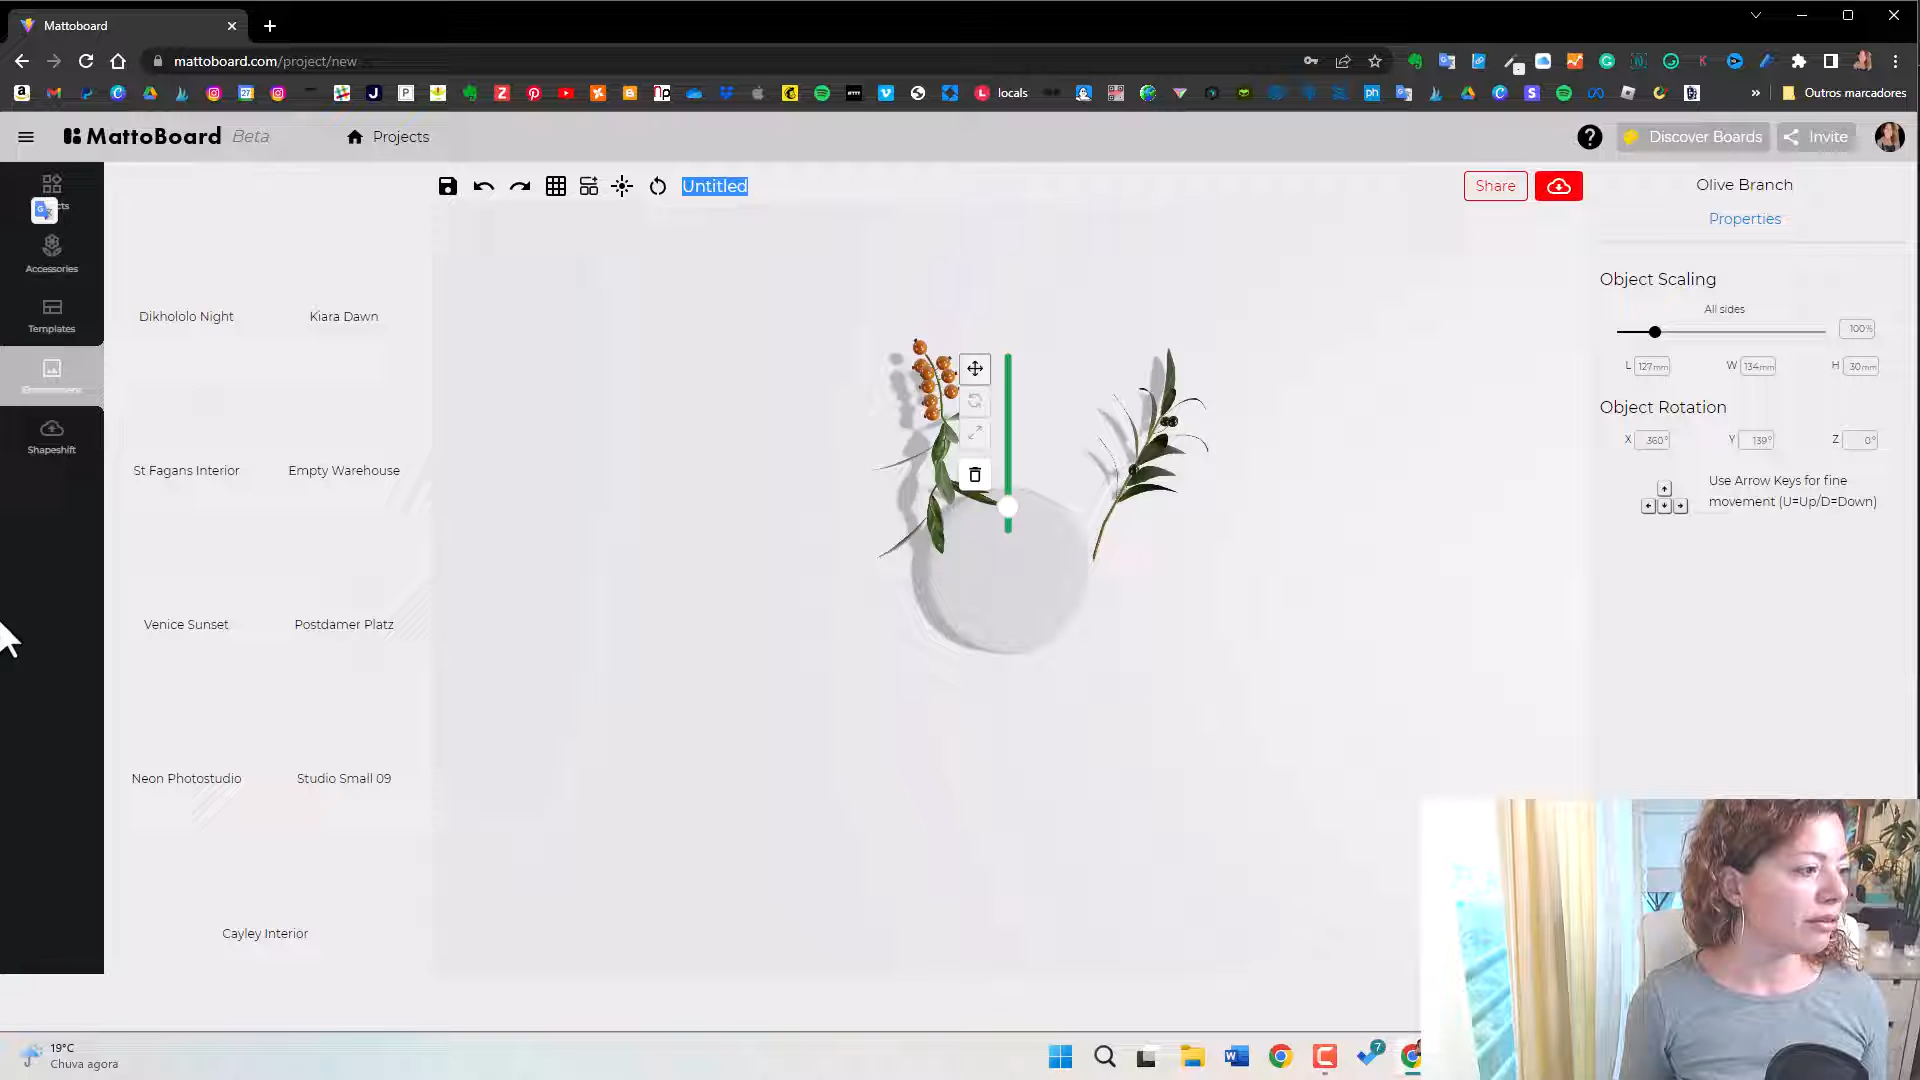 Mattoboard
mattoboard.com/project/new
locals
Outros marcadores
MattoBoard Beta
Projects
Discover Boards
Invite
Untitled
Share
Olive Branch
Properties
Accessories
Templates
Shapeshift
Dikhololo Night
Kiara Dawn
St Fagans Interior
Empty Warehouse
Venice Sunset
Postdamer Platz
Neon Photostudio
Studio Small 09
Cayley Interior
Object Scaling
All sides
100%
L 127mm W 134mm H 30mm
Object Rotation
X 360° Y 139° Z 0°
Use Arrow Keys for fine
movement (U=Up/D=Down)
19°C
Chuva agora
7